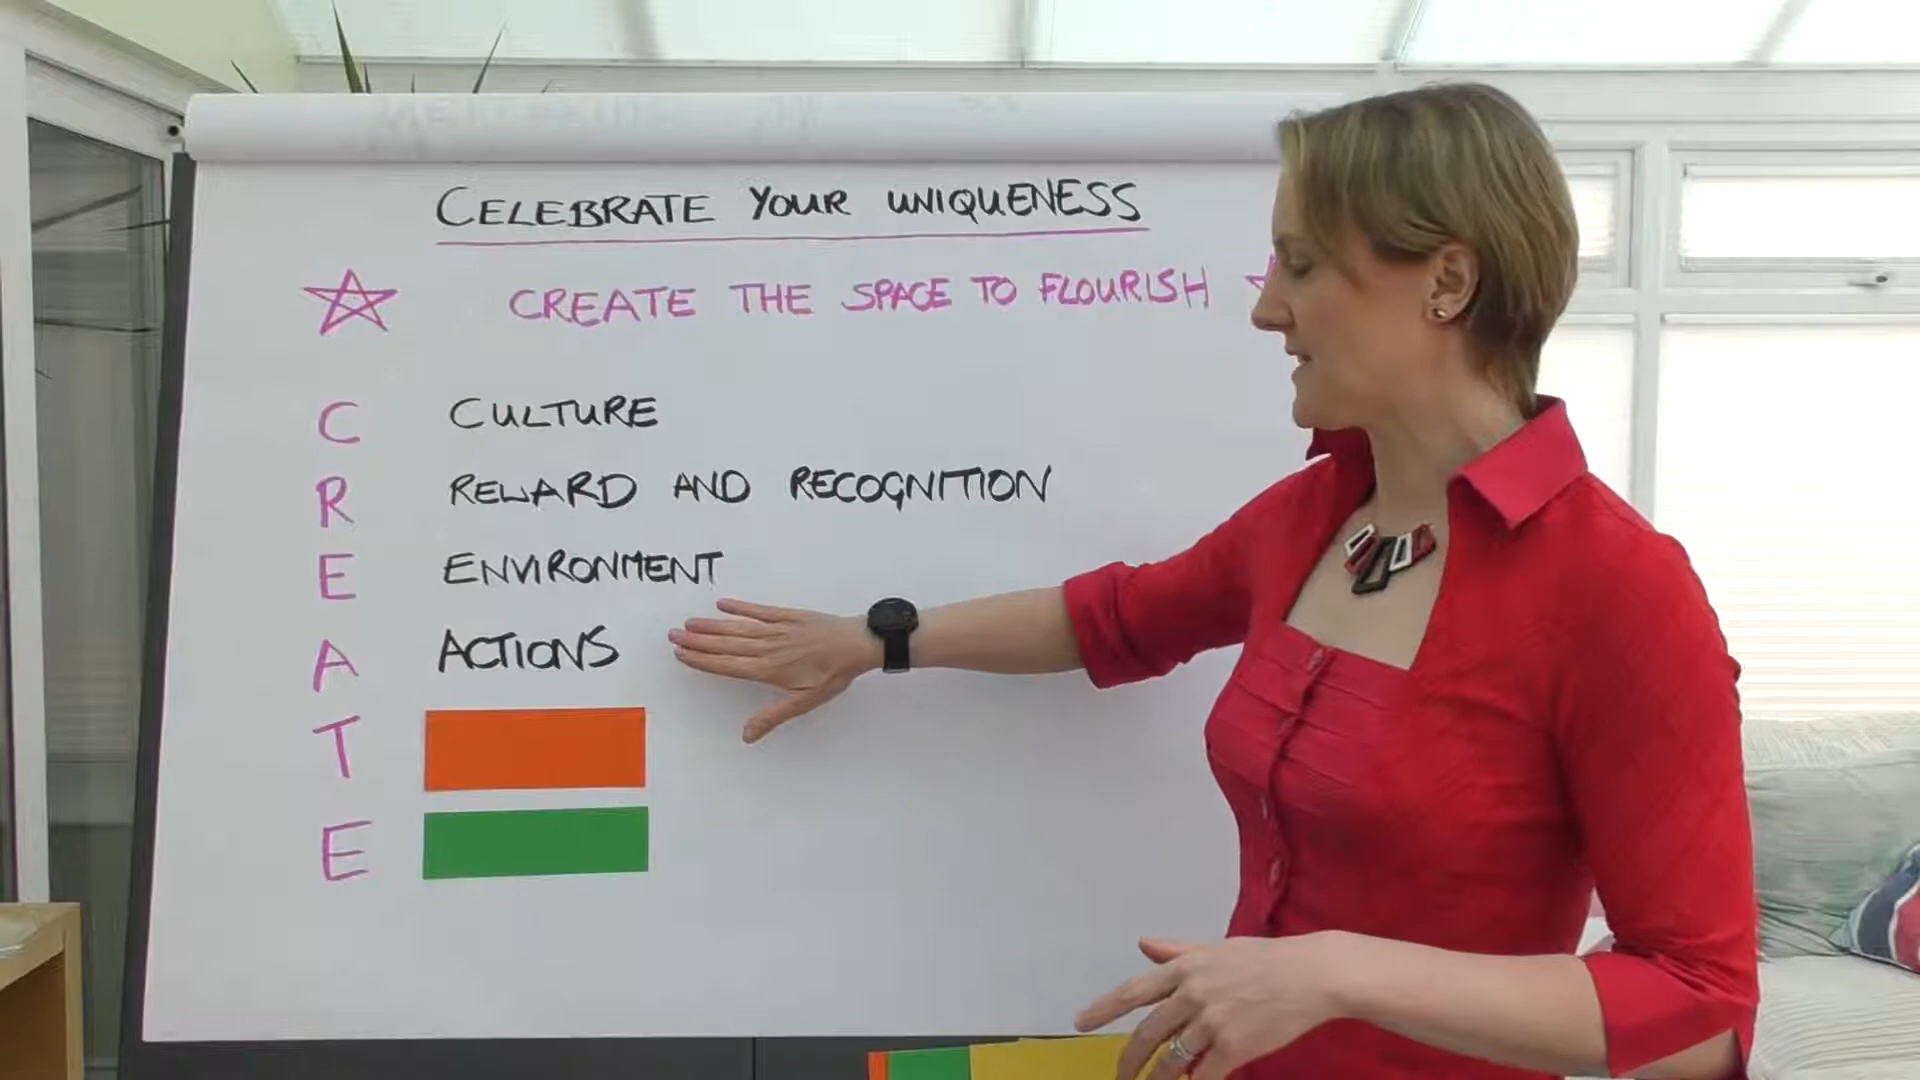 CELEBRATE YOUR UNIQUENESS
CREATE THE SPACE TO FLOURISH
C CULTURE
R REWARD AND RECOGNITION
E ENVIRONMENT
A ACTIONS
T
E